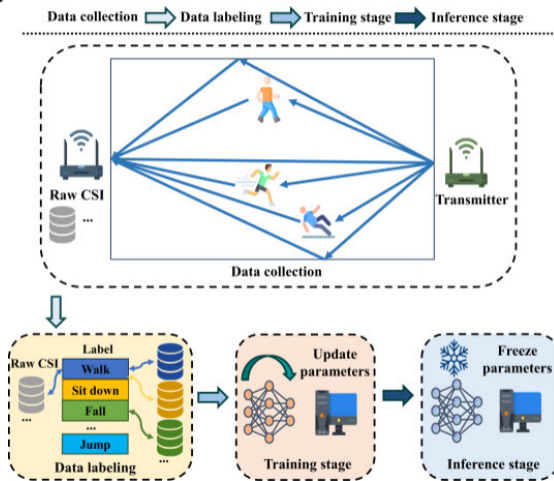 Data collection Data labeling Training stage Inference stage
Raw CSI
...
Transmitter
Data collection
Label
Raw CSI
...
Walk
Sit down
Fall
...
Jump
Data labeling
Update
parameters
Training stage
Freeze
parameters
Inference stage